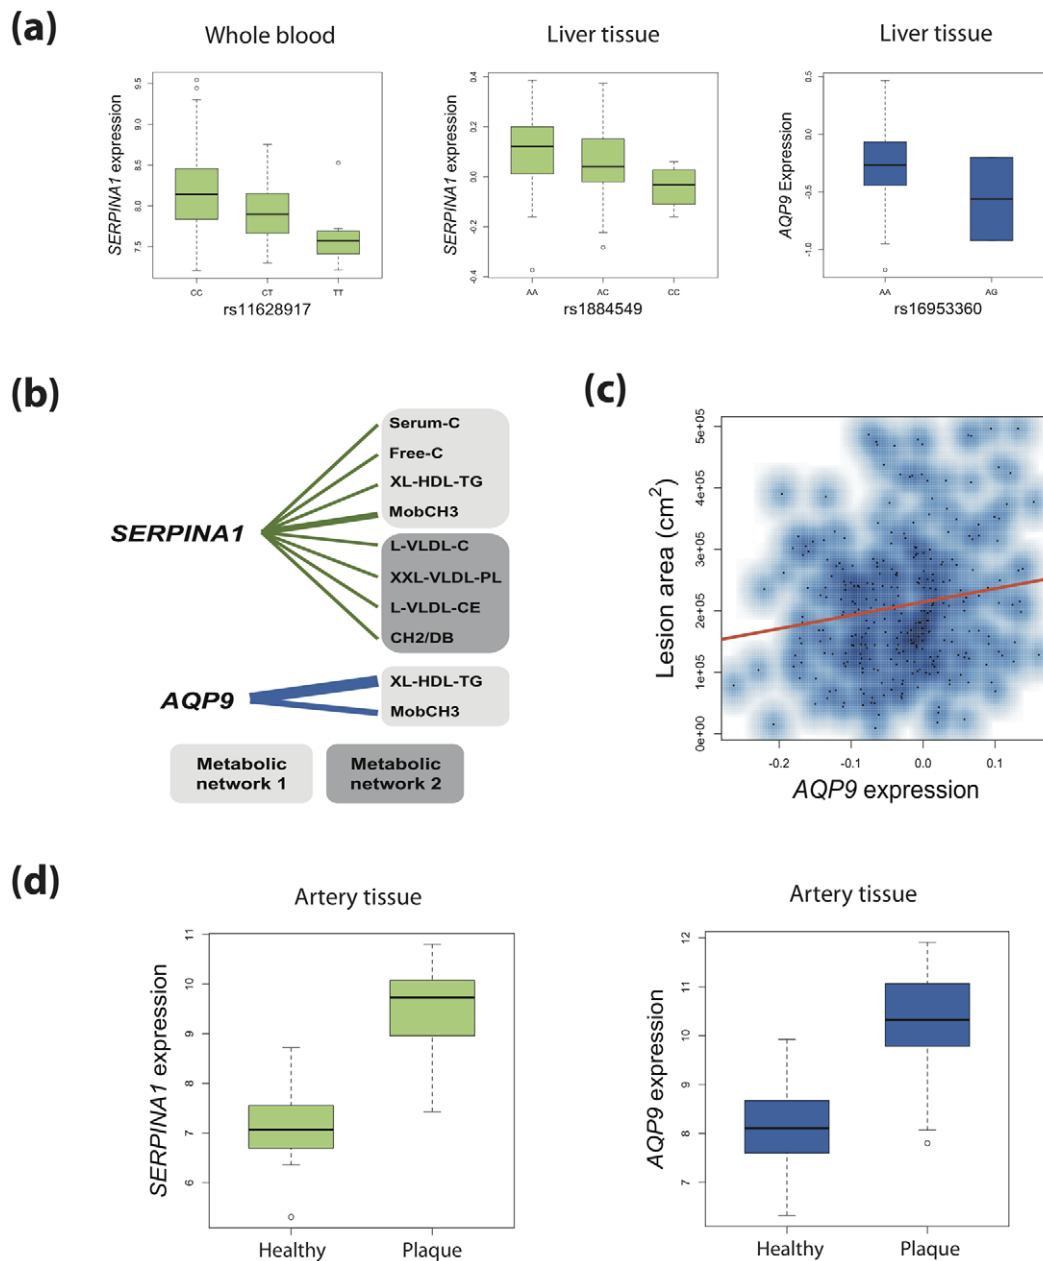 (a)
Whole blood
SERPINA1 expression
9.5
9.0
8.5
8.0
7.5
CC CT TT
rs11628917
Liver tissue
SERPINA1 expression
0.4
0.2
0.0
-0.2
-0.4
AA AC CC
rs1884549
Liver tissue
AQP9 Expression
0.5
0.0
-0.5
-1.0
AA AG
rs16953360
(b)
SERPINA1
Serum-C
Free-C
XL-HDL-TG
MobCH3
L-VLDL-C
XXL-VLDL-PL
L-VLDL-CE
CH2/DB
AQP9
XL-HDL-TG
MobCH3
Metabolic
network 1
Metabolic
network 2
(c)
Lesion area (cm²)
5e+05
4e+05
3e+05
2e+05
1e+05
0e+00
-0.2 -0.1 0.0 0.1
AQP9 expression
(d)
Artery tissue
SERPINA1 expression
11
10
9
8
7
6
Healthy Plaque
Artery tissue
AQP9 expression
12
11
10
9
8
7
Healthy Plaque